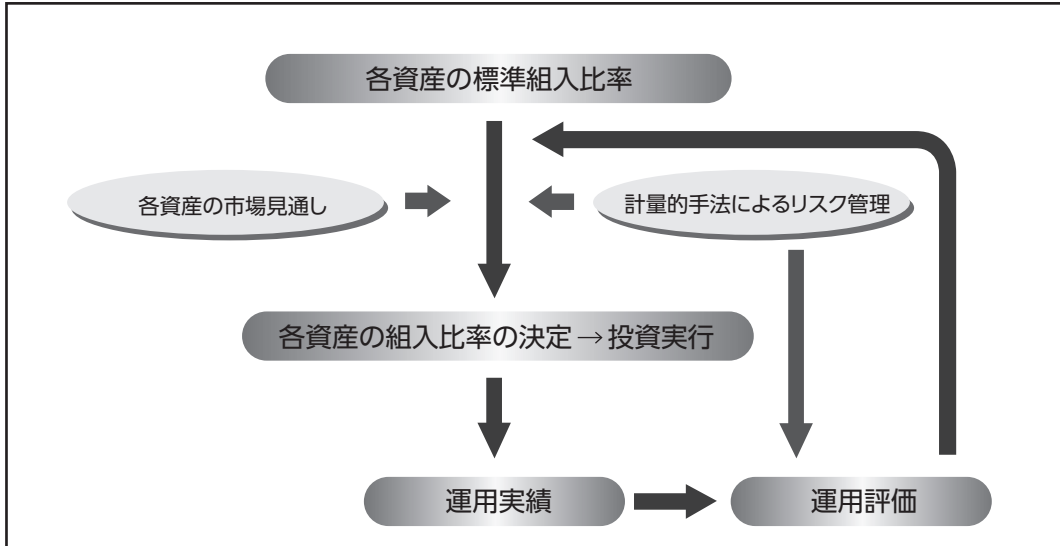 各資産の標準組入比率
各資産の市場見通し
計量的手法によるリスク管理
各資産の組入比率の決定→投資実行
運用実績
運用評価